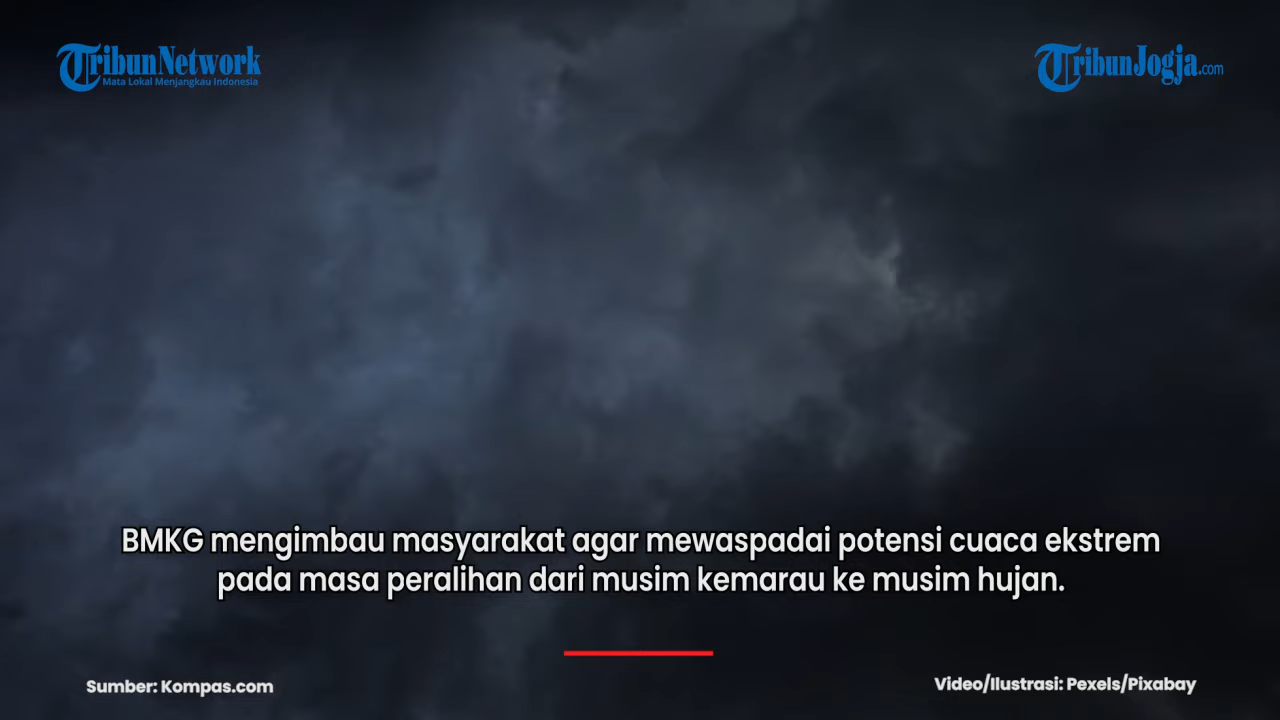 TribunNetwork
Mata Lokal Menjangkau Indonesia
TribunJogja.com
BMKG mengimbau masyarakat agar mewaspadai potensi cuaca ekstrem
pada masa peralihan dari musim kemarau ke musim hujan.
Sumber: Kompas.com
Video/Ilustrasi: Pexels/Pixabay